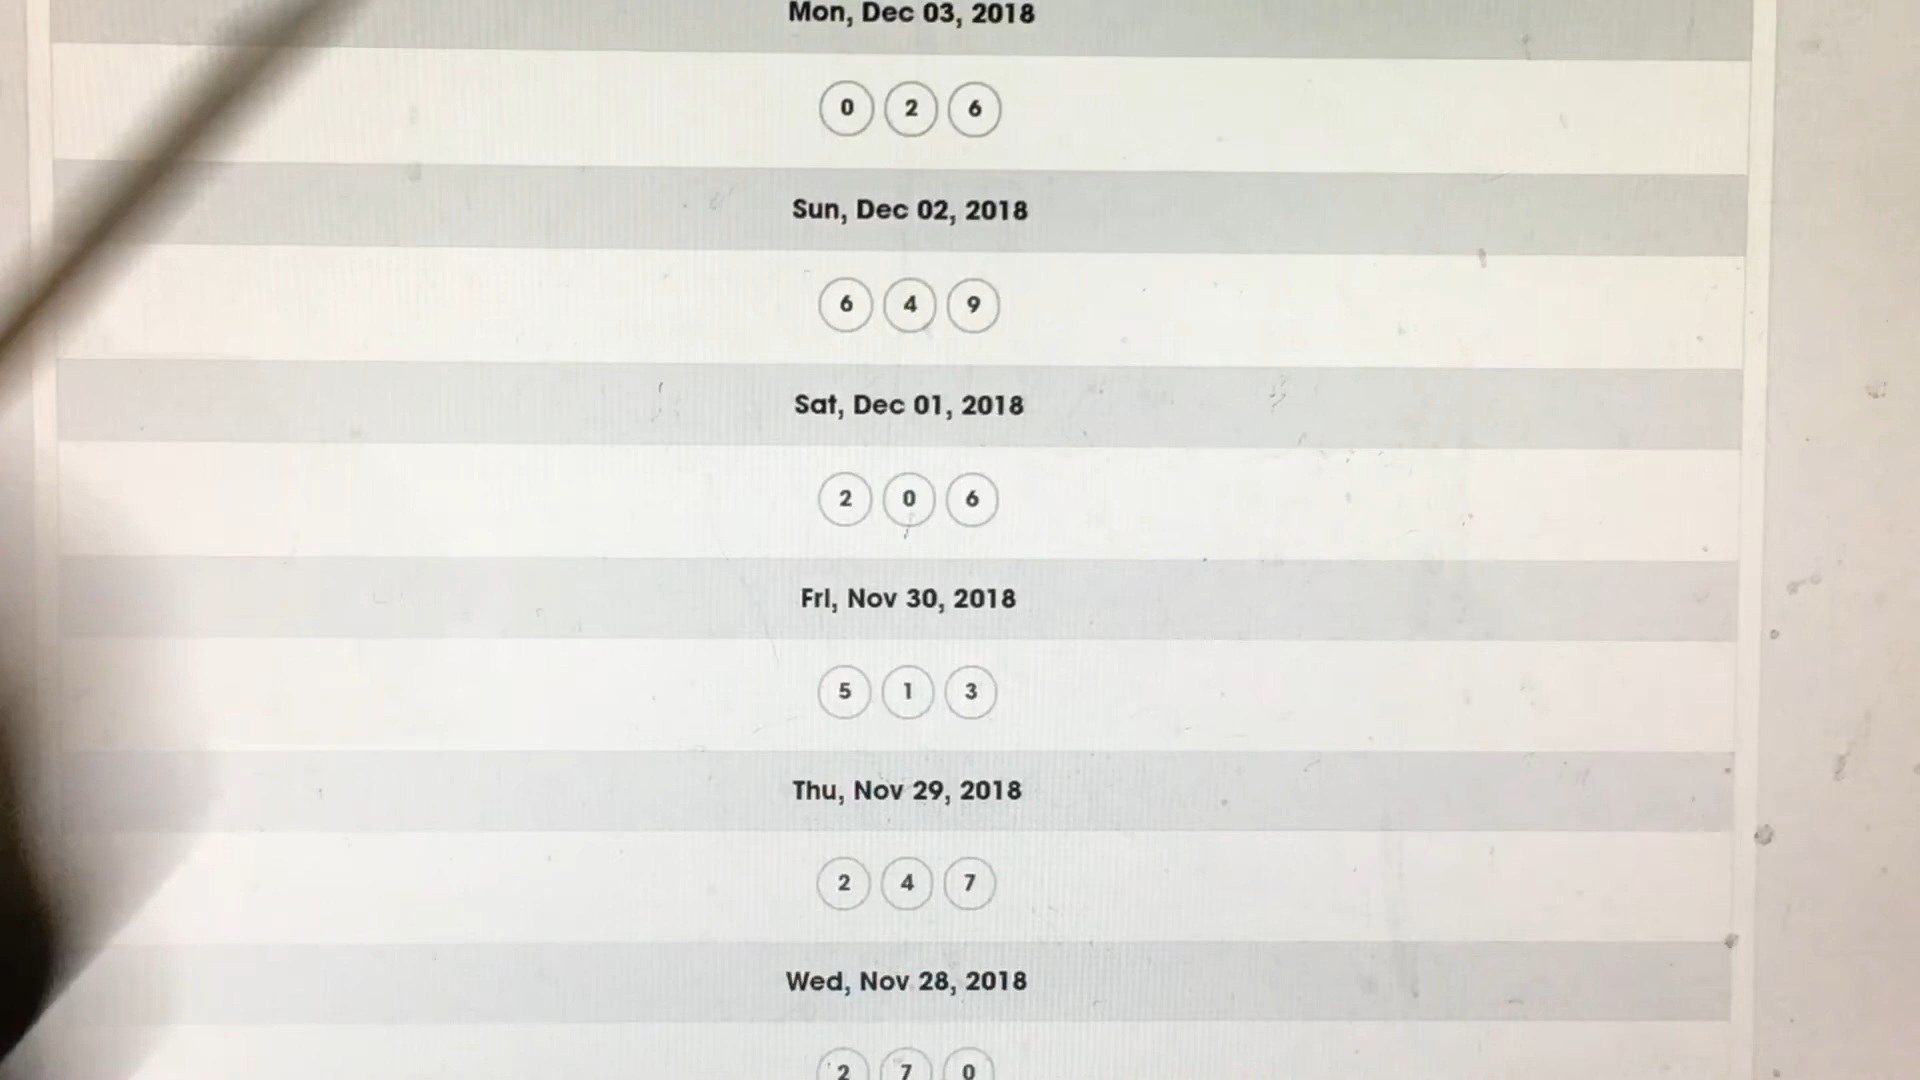 Mon, Dec 03, 2018
0 2 6
Sun, Dec 02, 2018
6 4 9
Sat, Dec 01, 2018
2 0 6
Fri, Nov 30, 2018
5 1 3
Thu, Nov 29, 2018
2 4 7
Wed, Nov 28, 2018
2 7 0